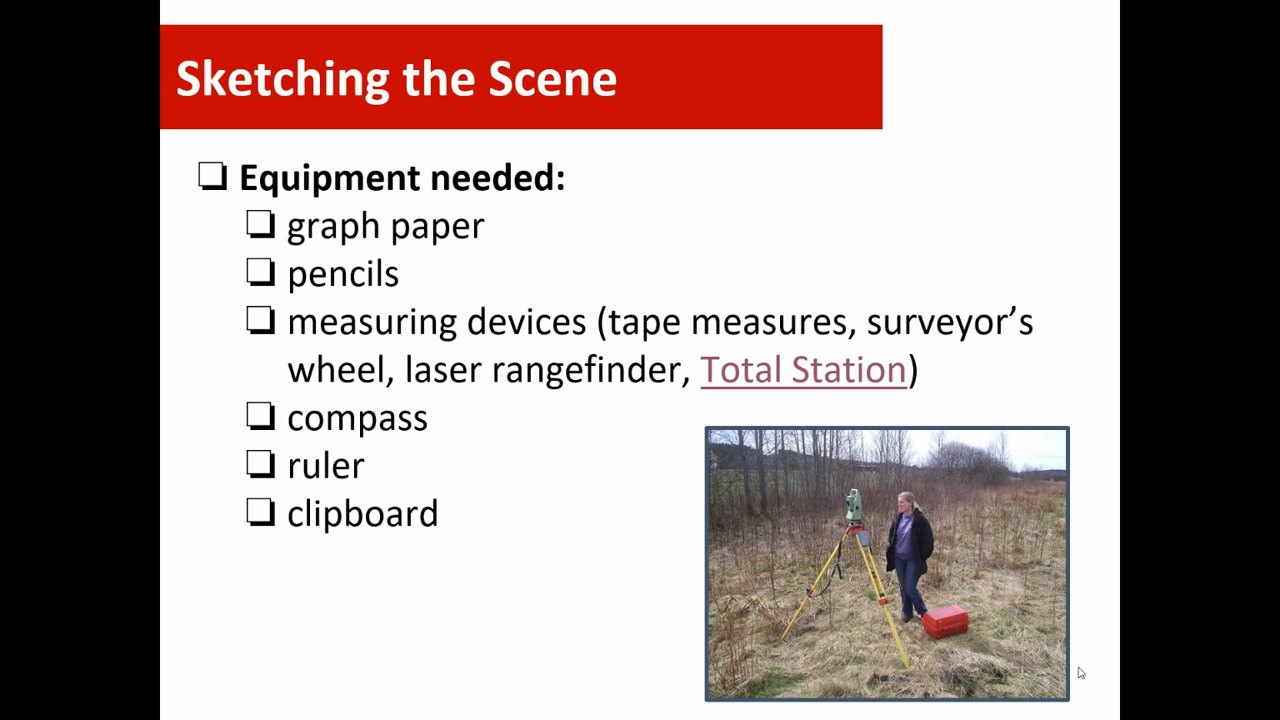 Sketching the Scene
❏ Equipment needed:
❏ graph paper
❏ pencils
❏ measuring devices (tape measures, surveyor’s
wheel, laser rangefinder, Total Station)
❏ compass
❏ ruler
❏ clipboard